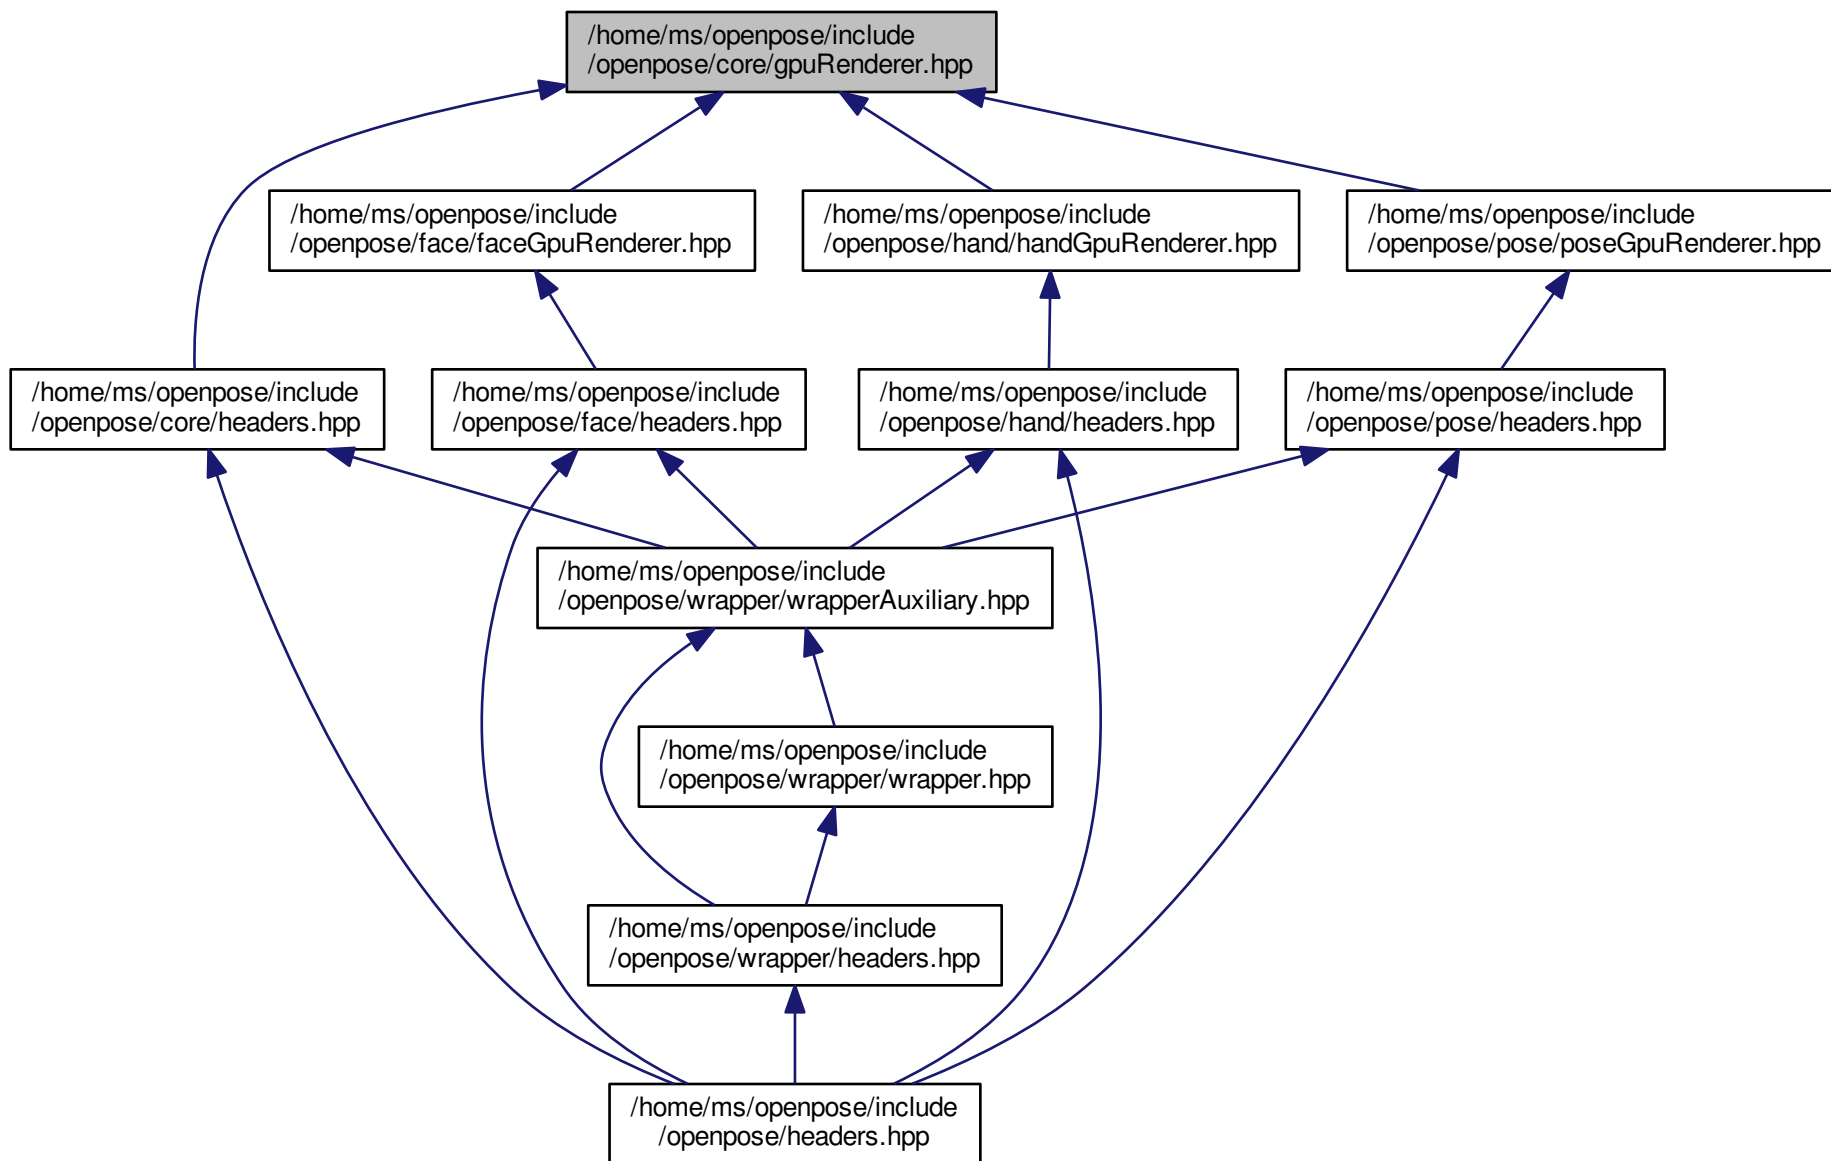 /home/ms/openpose/include
/openpose/core/gpuRenderer.hpp
/home/ms/openpose/include
/openpose/face/faceGpuRenderer.hpp
/home/ms/openpose/include
/openpose/hand/handGpuRenderer.hpp
/home/ms/openpose/include
/openpose/pose/poseGpuRenderer.hpp
/home/ms/openpose/include
/openpose/core/headers.hpp
/home/ms/openpose/include
/openpose/face/headers.hpp
/home/ms/openpose/include
/openpose/hand/headers.hpp
/home/ms/openpose/include
/openpose/pose/headers.hpp
/home/ms/openpose/include
/openpose/wrapper/wrapperAuxiliary.hpp
/home/ms/openpose/include
/openpose/wrapper/wrapper.hpp
/home/ms/openpose/include
/openpose/wrapper/headers.hpp
/home/ms/openpose/include
/openpose/headers.hpp